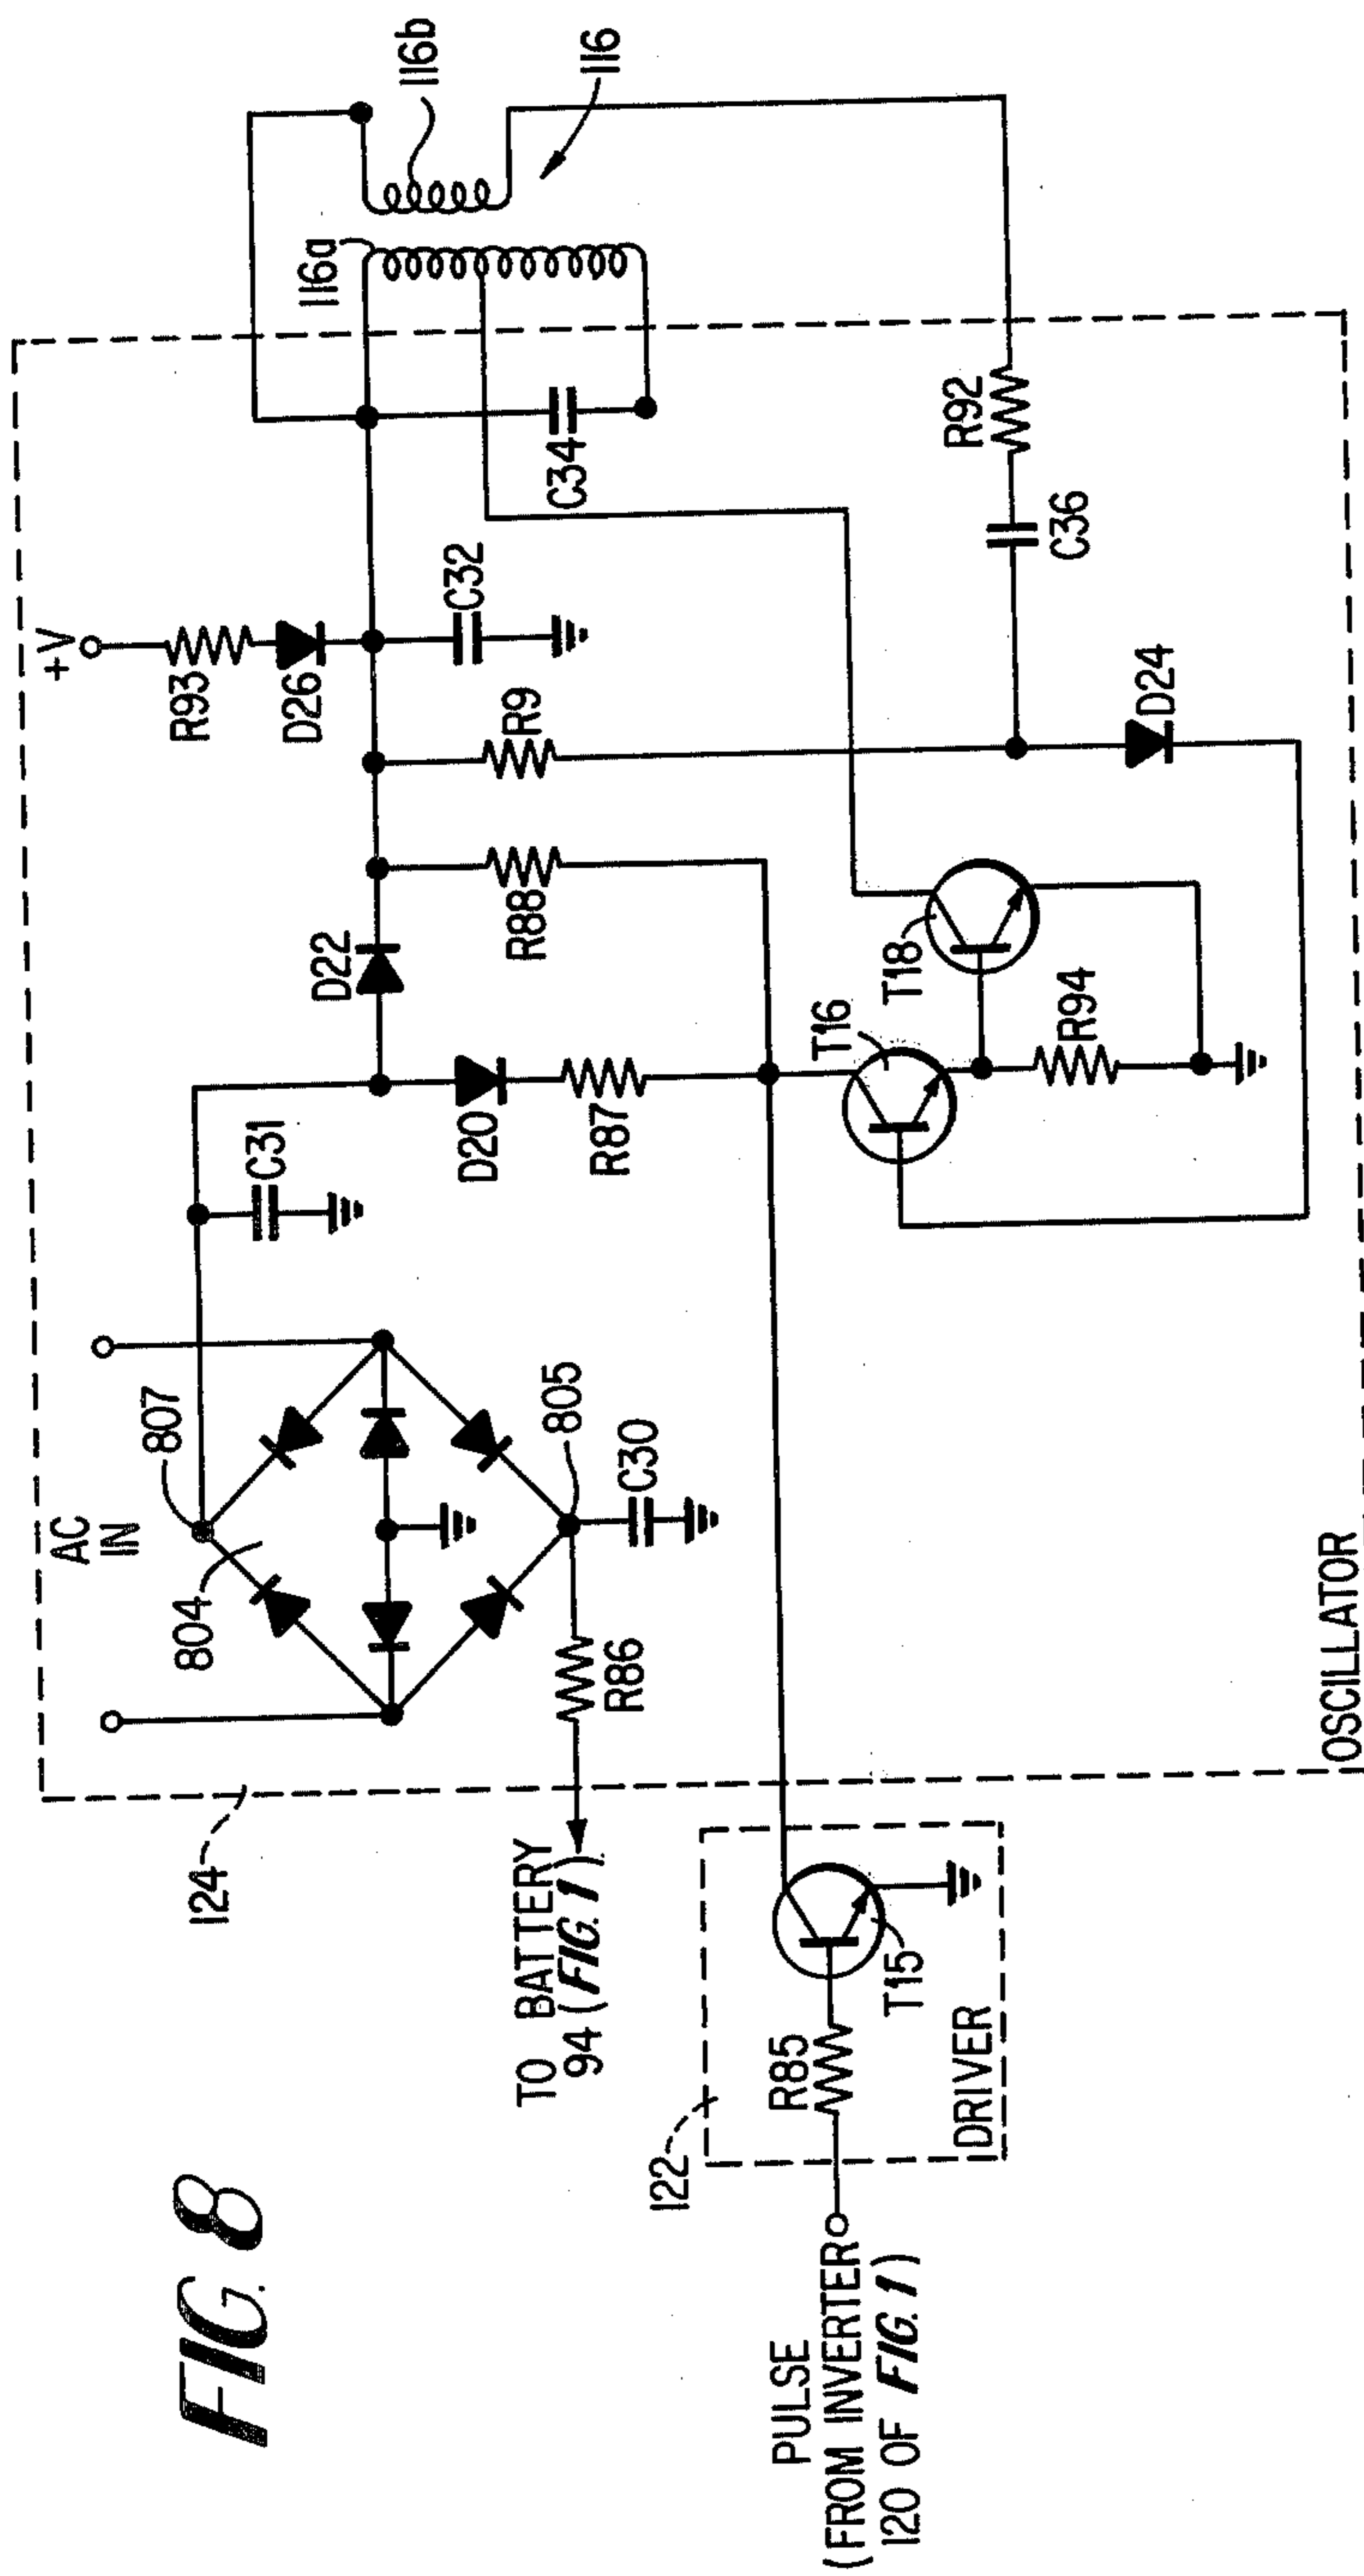 FIG. 8
124
AC
IN
807
804
805
C30
R86
TO BATTERY
94 (FIG. 1)
C31
D20
R87
D22
R88
R9
+V
R93
D26
C32
C34
116a
116b
116
R92
C36
D24
T16
T18
R94
OSCILLATOR
122
R85
T15
DRIVER
PULSE
(FROM INVERTER
120 OF FIG. 1)